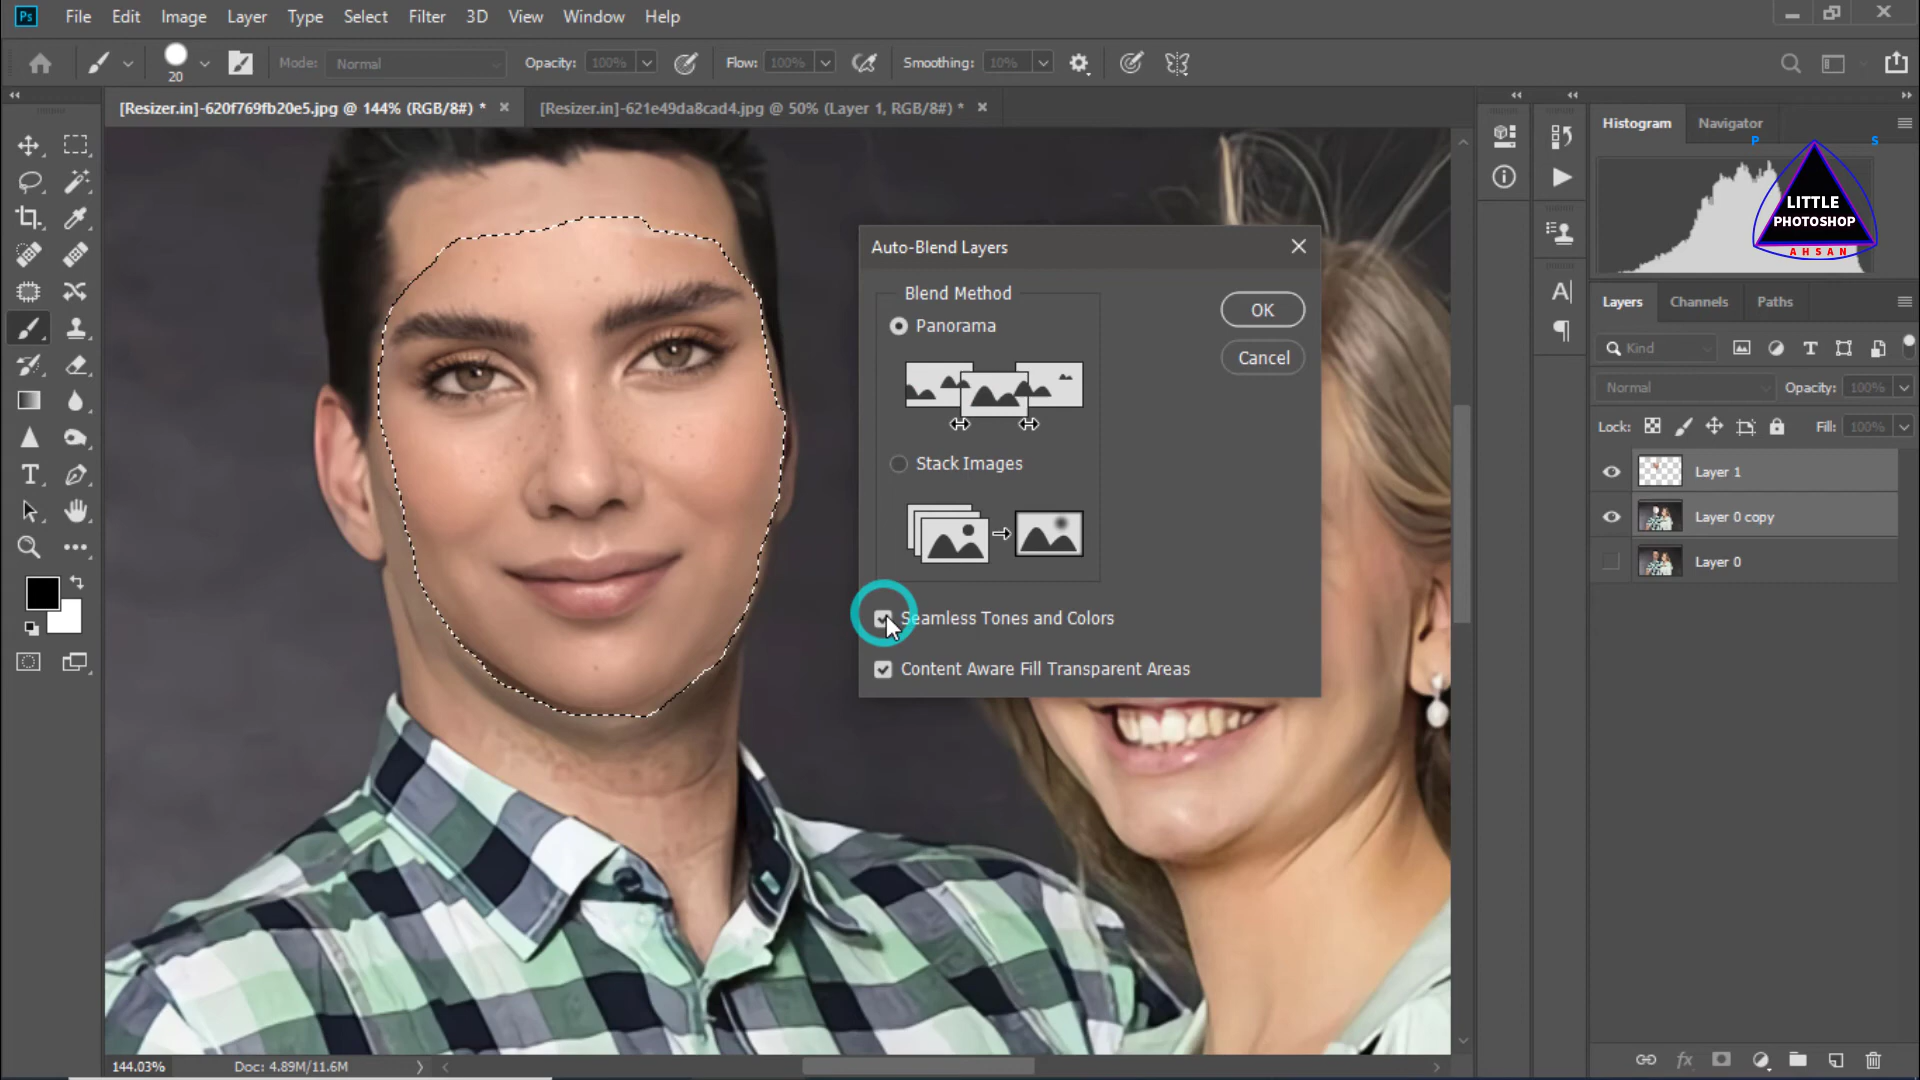 Ps File Edit Image Layer Type Select Filter 3D View Window Help
20 Mode: Normal Opacity: 100% Flow: 100% Smoothing: 10%
[Resizer.in]-620f769fb20e5.jpg @ 144% (RGB/8#) * [Resizer.in]-621e49da8cad4.jpg @ 50% (Layer 1, RGB/8#) *
Histogram Navigator
P S
LITTLE
PHOTOSHOP
AHSAN
Auto-Blend Layers
Blend Method
Panorama
Stack Images
Seamless Tones and Colors
Content Aware Fill Transparent Areas
OK
Cancel
Layers Channels Paths
Kind
Normal Opacity: 100%
Lock: Fill: 100%
Layer 1
Layer 0 copy
Layer 0
144.03% Doc: 4.89M/11.6M